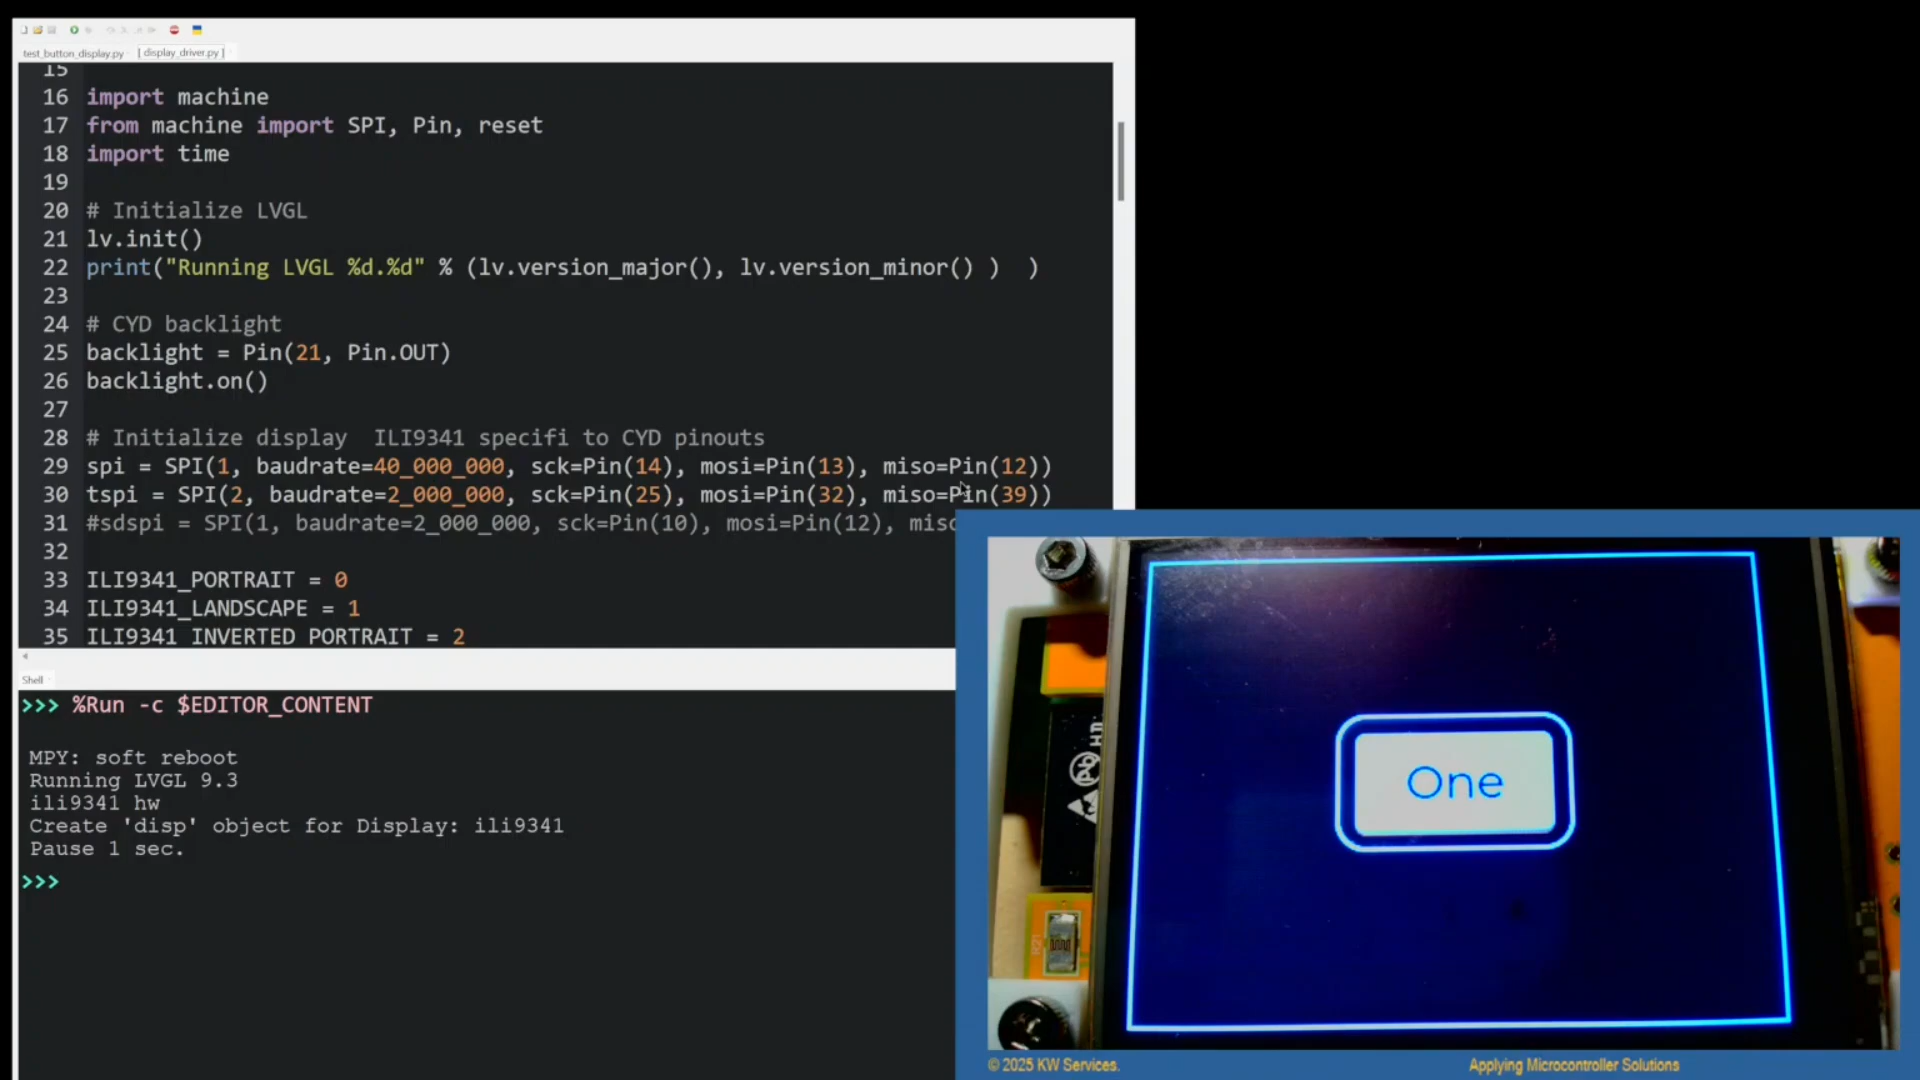 test_button_display.py [ display_driver.py ]
15
16 import machine
17 from machine import SPI, Pin, reset
18 import time
19
20 # Initialize LVGL
21 lv.init()
22 print("Running LVGL %d.%d" % (lv.version_major(), lv.version_minor() )  )
23
24 # CYD backlight
25 backlight = Pin(21, Pin.OUT)
26 backlight.on()
27
28 # Initialize display  ILI9341 specifi to CYD pinouts
29 spi = SPI(1, baudrate=40_000_000, sck=Pin(14), mosi=Pin(13), miso=Pin(12))
30 tspi = SPI(2, baudrate=2_000_000, sck=Pin(25), mosi=Pin(32), miso=Pin(39))
31 #sdspi = SPI(1, baudrate=2_000_000, sck=Pin(10), mosi=Pin(12), misc
32
33 ILI9341_PORTRAIT = 0
34 ILI9341_LANDSCAPE = 1
35 ILI9341_INVERTED_PORTRAIT = 2
Shell
>>> %Run -c $EDITOR_CONTENT
MPY: soft reboot
Running LVGL 9.3
ili9341 hw
Create 'disp' object for Display: ili9341
Pause 1 sec.
>>>
One
Pb
R21
© 2025 KW Services.
Applying Microcontroller Solutions